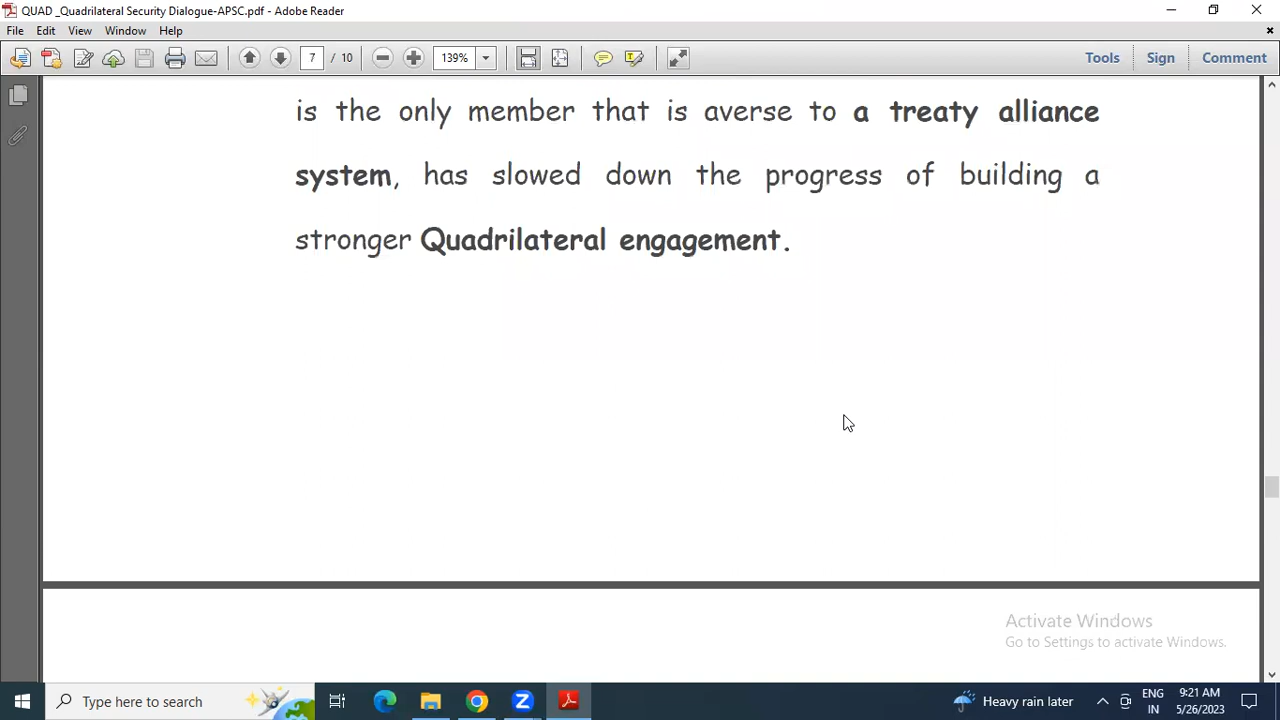 QUAD _Quadrilateral Security Dialogue-APSC.pdf - Adobe Reader
File Edit View Window Help
7 / 10 139% Tools Sign Comment
is the only member that is averse to a treaty alliance
system, has slowed down the progress of building a
stronger Quadrilateral engagement.
Activate Windows
Go to Settings to activate Windows.
Type here to search
Heavy rain later
ENG
IN
9:21 AM
5/26/2023